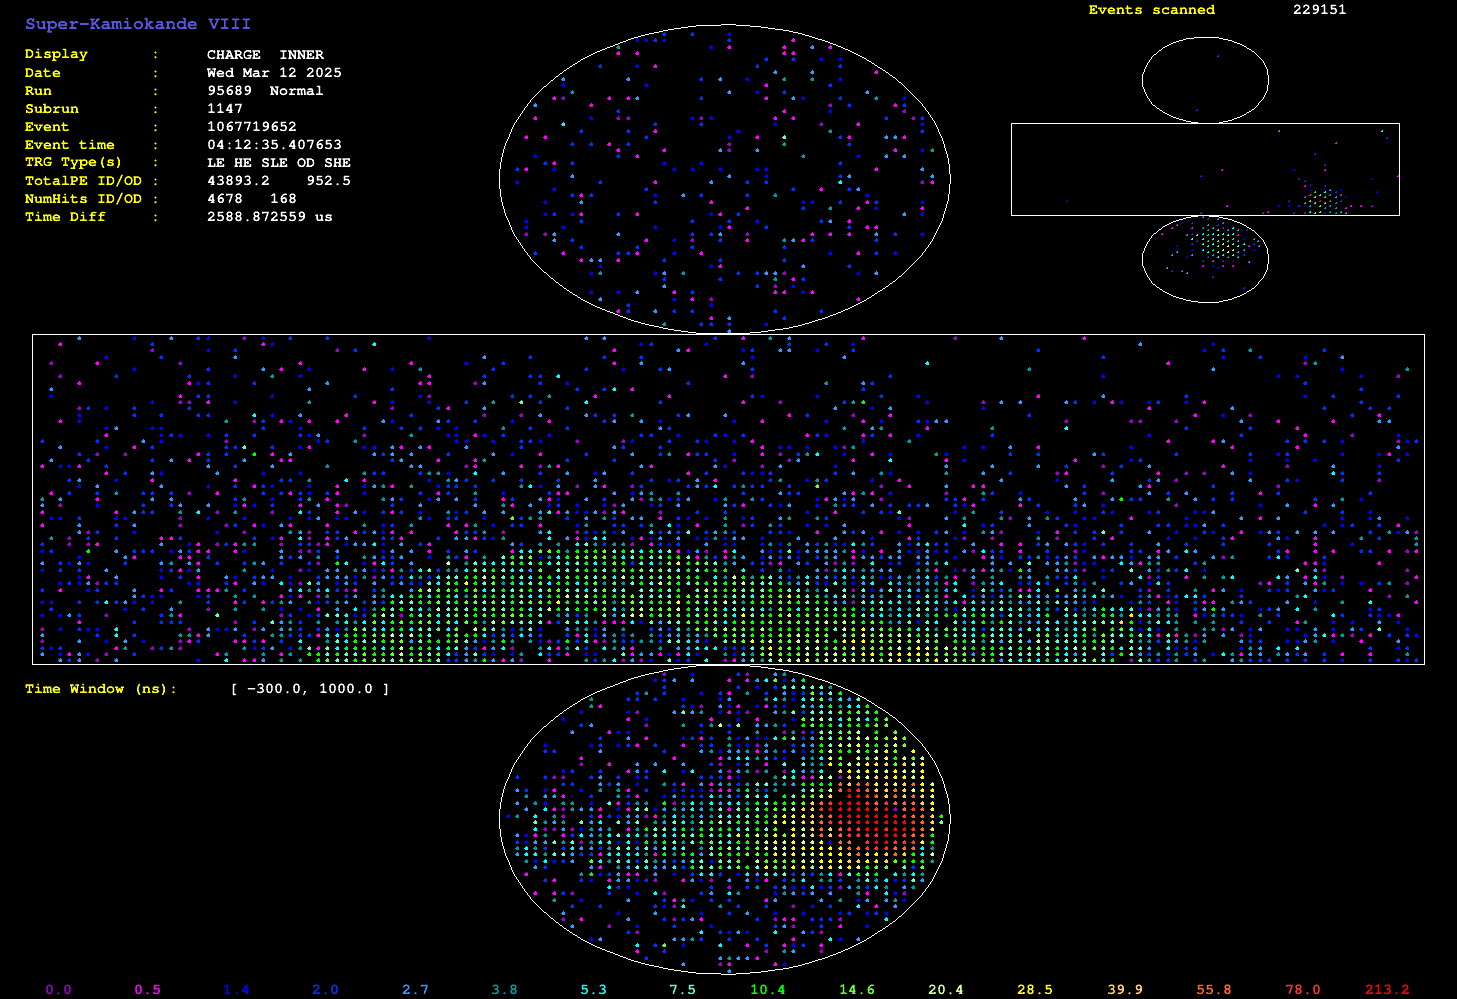 Super-Kamiokande VIII
Display : CHARGE INNER
Date : Wed Mar 12 2025
Run : 95689 Normal
Subrun : 1147
Event : 1067719652
Event time : 04:12:35.407653
TRG Type(s) : LE HE SLE OD SHE
TotalPE ID/OD : 43893.2 952.5
NumHits ID/OD : 4678 168
Time Diff : 2588.872559 us
Events scanned 229151
Time Window (ns): [ -300.0, 1000.0 ]
0.0 0.5 1.4 2.0 2.7 3.8 5.3 7.5 10.4 14.6 20.4 28.5 39.9 55.8 78.0 213.2